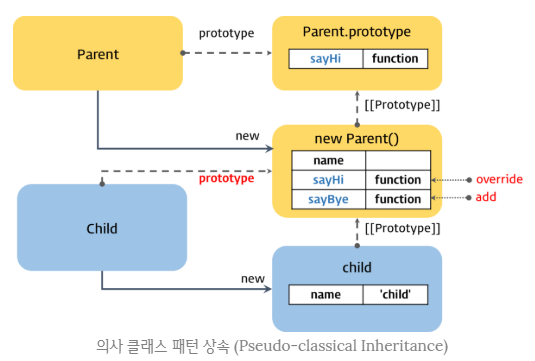 Parent
prototype
Parent.prototype
sayHi function
[[Prototype]]
new
new Parent()
name
sayHi function
override
sayBye function
add
prototype
Child
[[Prototype]]
new
child
name 'child'
의사 클래스 패턴 상속 (Pseudo-classical Inheritance)